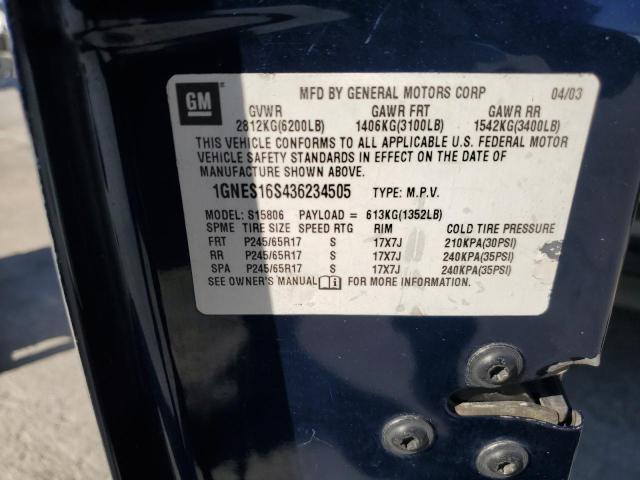 GM
MFD BY GENERAL MOTORS CORP 04/03
GVWR GAWR FRT GAWR RR
2812KG(6200LB) 1406KG(3100LB) 1542KG(3400LB)
THIS VEHICLE CONFORMS TO ALL APPLICABLE U.S. FEDERAL MOTOR
VEHICLE SAFETY STANDARDS IN EFFECT ON THE DATE OF
MANUFACTURE SHOWN ABOVE.
1GNES16S436234505 TYPE: M.P.V.
MODEL: S15806 PAYLOAD = 613KG(1352LB)
SPME TIRE SIZE SPEED RTG RIM COLD TIRE PRESSURE
FRT P245/65R17 S 17X7J 210KPA(30PSI)
RR P245/65R17 S 17X7J 240KPA(35PSI)
SPA P245/65R17 S 17X7J 240KPA(35PSI)
SEE OWNER'S MANUAL FOR MORE INFORMATION.